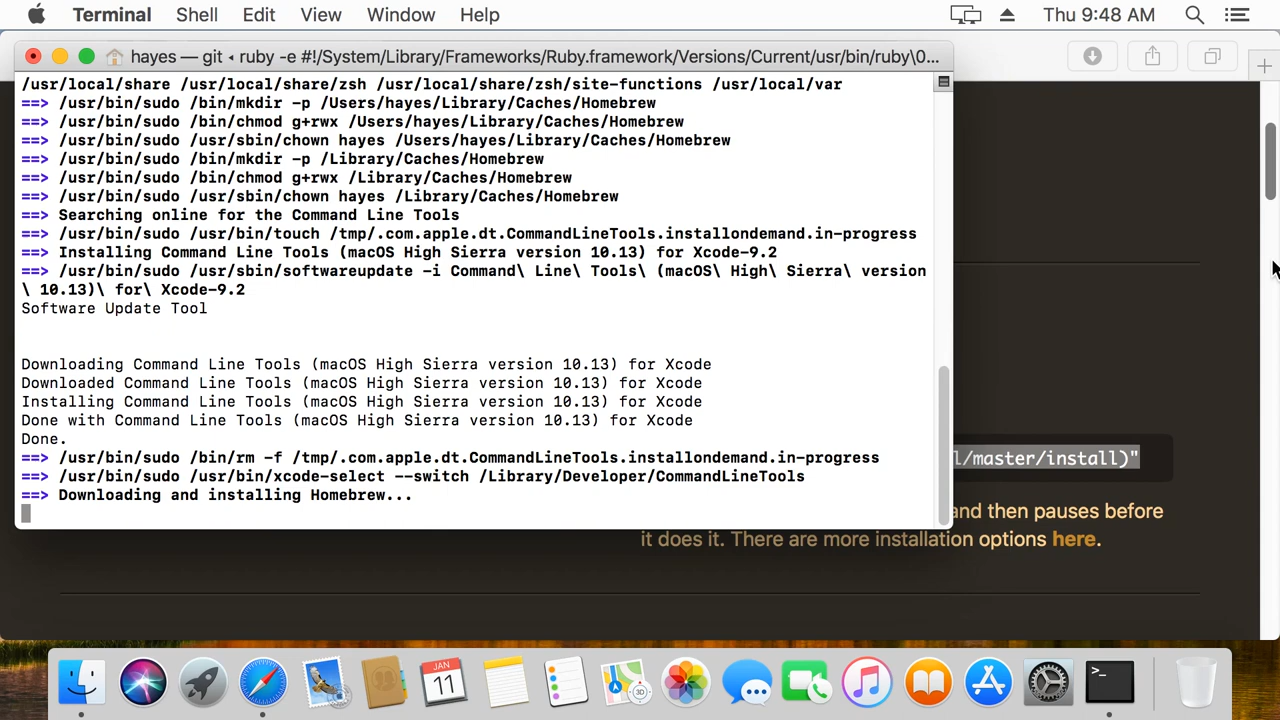 Terminal Shell Edit View Window Help Thu 9:48 AM
hayes — git ◂ ruby -e #!/System/Library/Frameworks/Ruby.framework/Versions/Current/usr/bin/ruby\0...
/usr/local/share /usr/local/share/zsh /usr/local/share/zsh/site-functions /usr/local/var
==> /usr/bin/sudo /bin/mkdir -p /Users/hayes/Library/Caches/Homebrew
==> /usr/bin/sudo /bin/chmod g+rwx /Users/hayes/Library/Caches/Homebrew
==> /usr/bin/sudo /usr/sbin/chown hayes /Users/hayes/Library/Caches/Homebrew
==> /usr/bin/sudo /bin/mkdir -p /Library/Caches/Homebrew
==> /usr/bin/sudo /bin/chmod g+rwx /Library/Caches/Homebrew
==> /usr/bin/sudo /usr/sbin/chown hayes /Library/Caches/Homebrew
==> Searching online for the Command Line Tools
==> /usr/bin/sudo /usr/bin/touch /tmp/.com.apple.dt.CommandLineTools.installondemand.in-progress
==> Installing Command Line Tools (macOS High Sierra version 10.13) for Xcode-9.2
==> /usr/bin/sudo /usr/sbin/softwareupdate -i Command\ Line\ Tools\ (macOS\ High\ Sierra\ version
\ 10.13)\ for\ Xcode-9.2
Software Update Tool
Downloading Command Line Tools (macOS High Sierra version 10.13) for Xcode
Downloaded Command Line Tools (macOS High Sierra version 10.13) for Xcode
Installing Command Line Tools (macOS High Sierra version 10.13) for Xcode
Done with Command Line Tools (macOS High Sierra version 10.13) for Xcode
Done.
==> /usr/bin/sudo /bin/rm -f /tmp/.com.apple.dt.CommandLineTools.installondemand.in-progress
==> /usr/bin/sudo /usr/bin/xcode-select --switch /Library/Developer/CommandLineTools
==> Downloading and installing Homebrew...
l/master/install)"
and then pauses before
it does it. There are more installation options here.
JAN
11
3D
>_